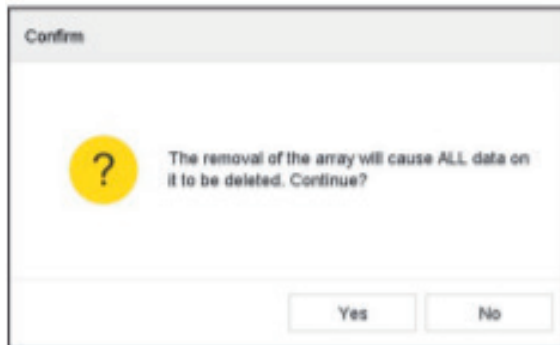 Confirm
?
The removal of the array will cause ALL data on
it to be deleted. Continue?
Yes
No